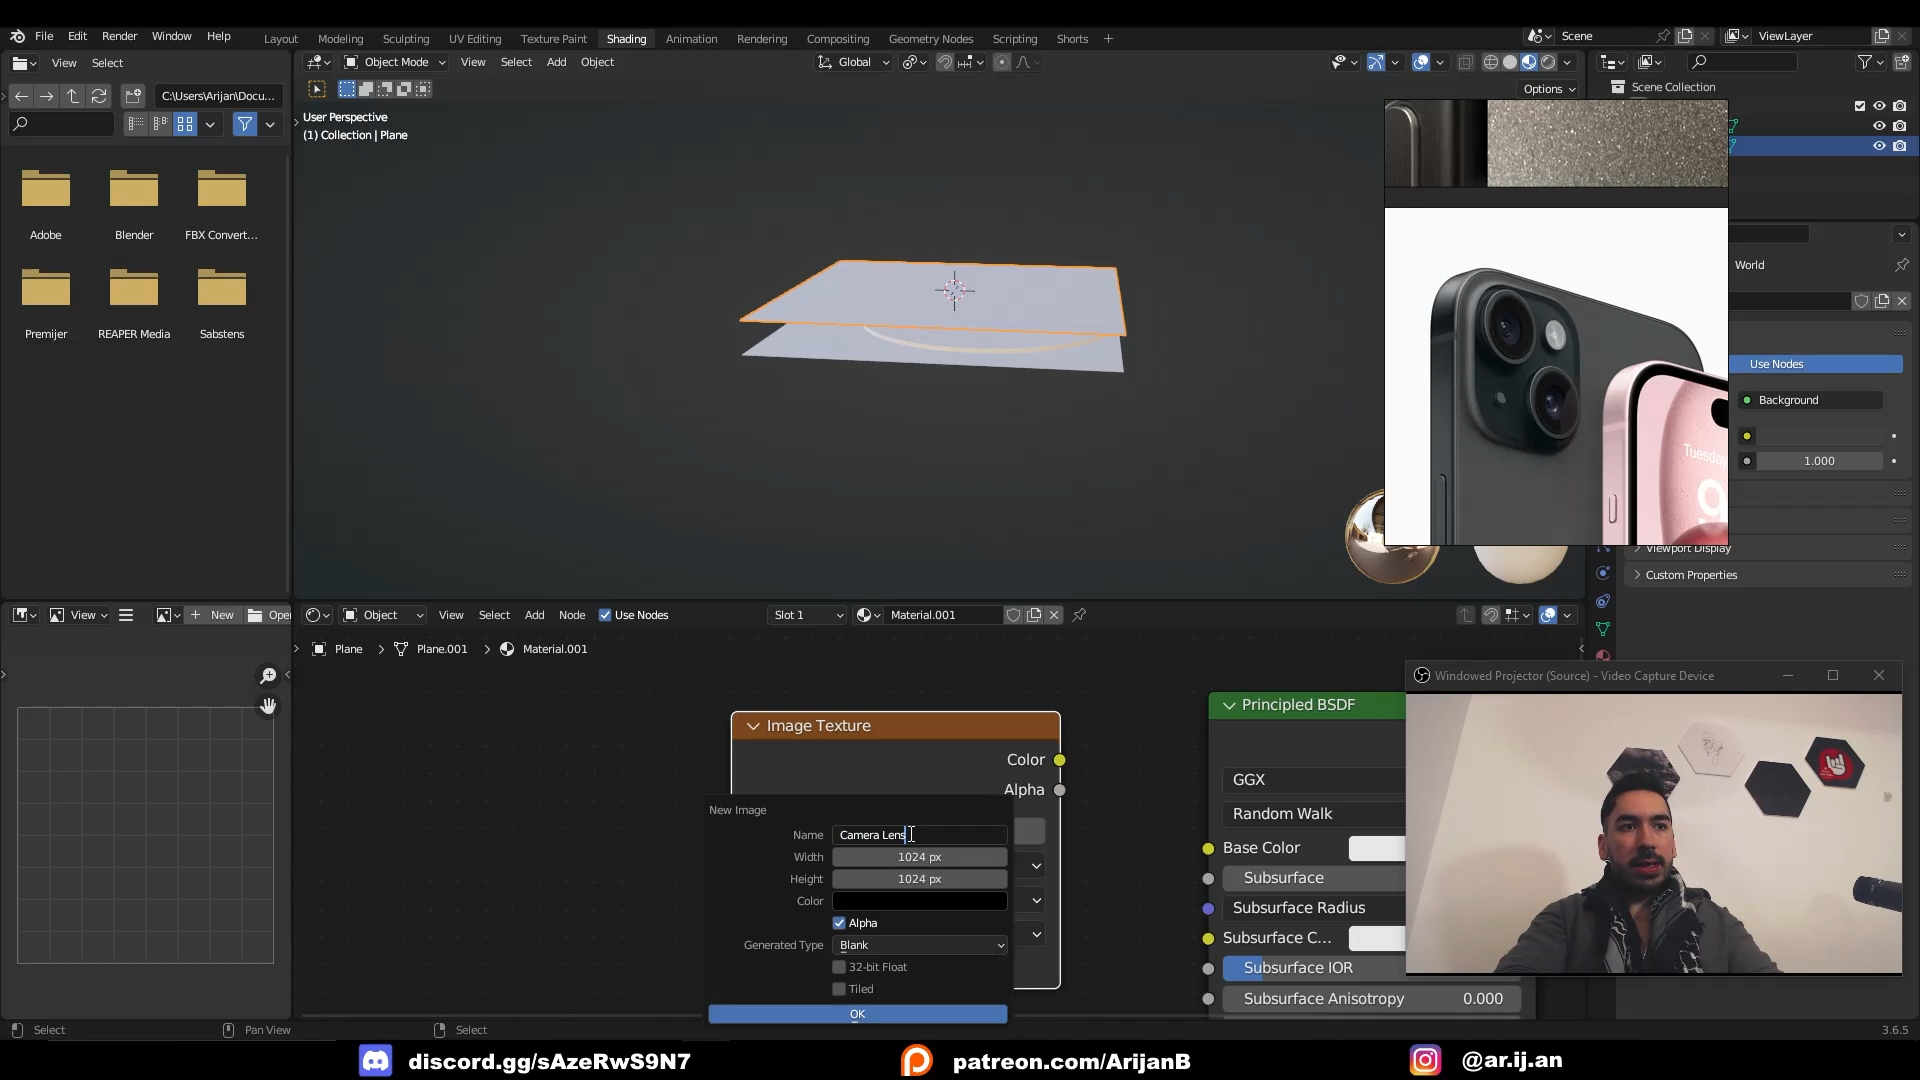 File Edit Render Window Help
Layout Modeling Sculpting UV Editing Texture Paint Shading Animation Rendering Compositing Geometry Nodes Scripting Shorts +
Scene
ViewLayer
View Select
Object Mode View Select Add Object
Global
C:\Users\Arijan\Docu...
Options
User Perspective
(1) Collection | Plane
Scene Collection
Adobe Blender FBX Convert...
Premijer REAPER Media Sabstens
World
Use Nodes
Background
1.000
Tuesday
9
Viewport Display
Custom Properties
View + New Open
Object View Select Add Node Use Nodes Slot 1 Material.001
Plane > Plane.001 > Material.001
Windowed Projector (Source) - Video Capture Device
Image Texture
Color
Alpha
New Image
Name Camera Lens
Width 1024 px
Height 1024 px
Color
Alpha
Generated Type Blank
32-bit Float
Tiled
OK
Principled BSDF
GGX
Random Walk
Base Color
Subsurface
Subsurface Radius
Subsurface C...
Subsurface IOR
Subsurface Anisotropy 0.000
Select Pan View Select 3.6.5
discord.gg/sAzeRwS9N7 patreon.com/ArijanB @ar.ij.an